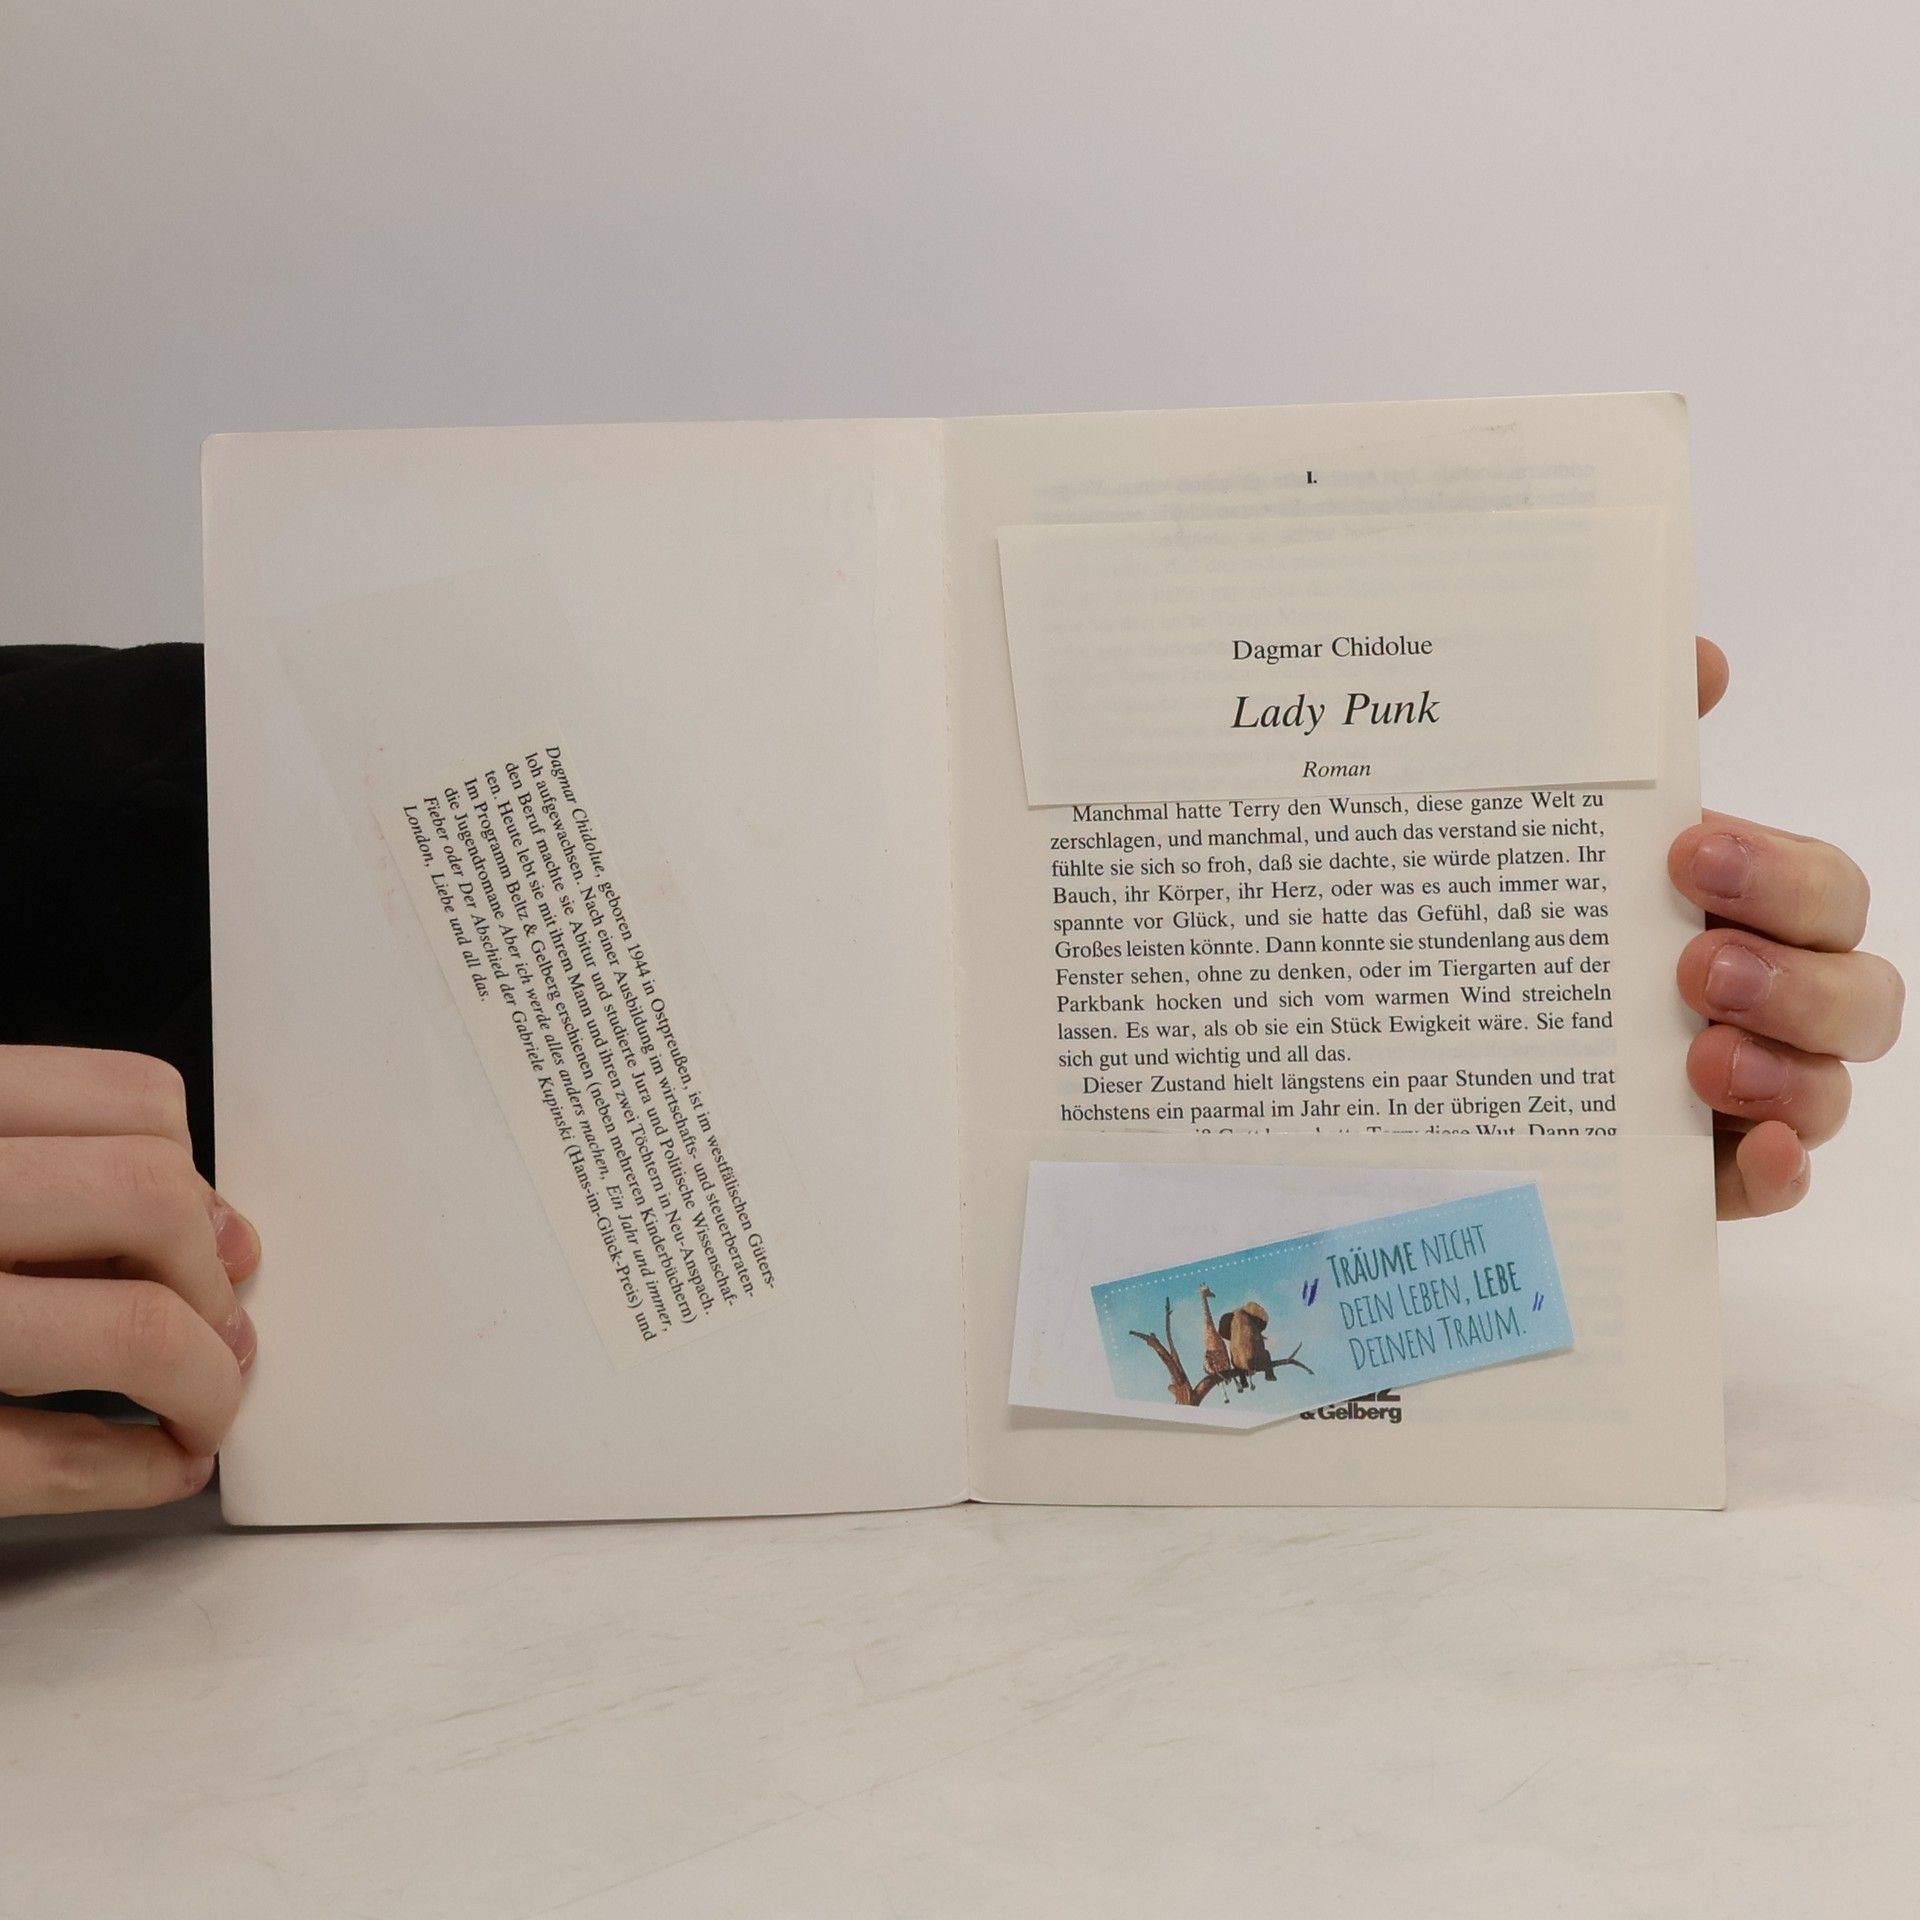 Dagmar Chidolue, geboren 1944 in Ostpreußen, ist im westfälischen Güters-
loh aufgewachsen. Nach einer Ausbildung im wirtschafts- und steuerberaten-
den Beruf machte sie Abitur und studierte Jura und Politische Wissenschaf-
ten. Heute lebt sie mit ihrem Mann und ihren zwei Töchtern in Neu-Anspach.
Im Programm Beltz & Gelberg erschienen (neben mehreren Kinderbüchern)
die Jugendromane Aber ich werde alles anders machen, Ein Jahr und immer,
Fieber oder Der Abschied der Gabriele Kupinski (Hans-im-Glück-Preis) und
London, Liebe und all das.
I.
Dagmar Chidolue
Lady Punk
Roman
Manchmal hatte Terry den Wunsch, diese ganze Welt zu
zerschlagen, und manchmal, und auch das verstand sie nicht,
fühlte sie sich so froh, daß sie dachte, sie würde platzen. Ihr
Bauch, ihr Körper, ihr Herz, oder was es auch immer war,
spannte vor Glück, und sie hatte das Gefühl, daß sie was
Großes leisten könnte. Dann konnte sie stundenlang aus dem
Fenster sehen, ohne zu denken, oder im Tiergarten auf der
Parkbank hocken und sich vom warmen Wind streicheln
lassen. Es war, als ob sie ein Stück Ewigkeit wäre. Sie fand
sich gut und wichtig und all das.
Dieser Zustand hielt längstens ein paar Stunden und trat
höchstens ein paarmal im Jahr ein. In der übrigen Zeit, und
diese Wut. Dann zog
" TRÄUME NICHT
DEIN LEBEN, LEBE
DEINEN TRAUM. "
& Gelberg